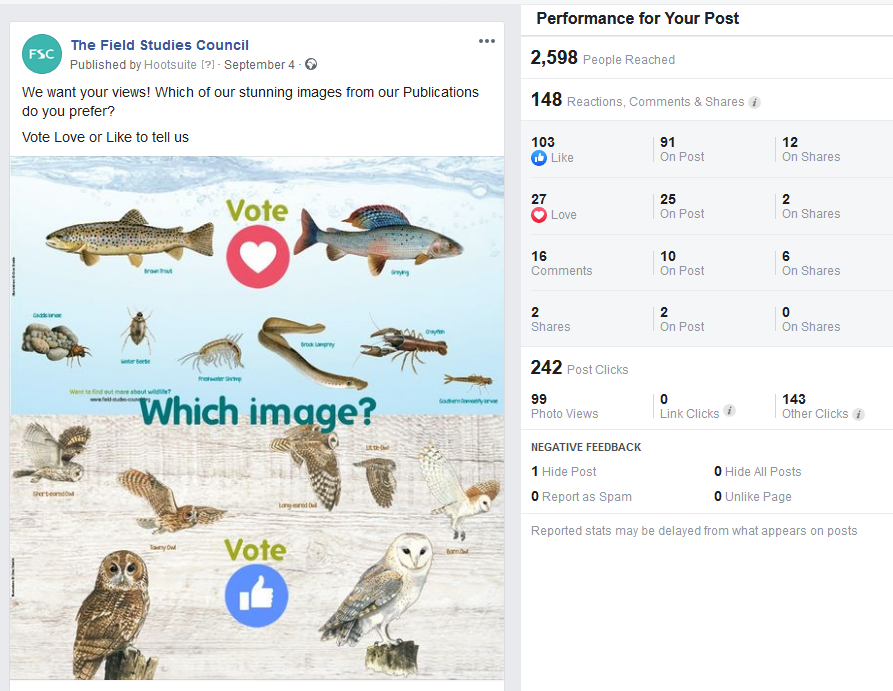 FSC
The Field Studies Council
Published by Hootsuite [?] · September 4 ·
We want your views! Which of our stunning images from our Publications
do you prefer?
Vote Love or Like to tell us
Vote
Brown Trout
Grayling
Caddis larvae
Water Beetle
Freshwater Shrimp
Brook Lamprey
Crayfish
Southern Damselfly larvae
Want to find out more about wildlife?
Which image?
Short-eared Owl
Tawny Owl
Long-eared Owl
Little Owl
Barn Owl
Vote
Performance for Your Post
2,598 People Reached
148 Reactions, Comments & Shares i
103 91 12
Like On Post On Shares
27 25 2
Love On Post On Shares
16 10 6
Comments On Post On Shares
2 2 0
Shares On Post On Shares
242 Post Clicks
99 0 143
Photo Views Link Clicks i Other Clicks i
NEGATIVE FEEDBACK
1 Hide Post 0 Hide All Posts
0 Report as Spam 0 Unlike Page
Reported stats may be delayed from what appears on posts